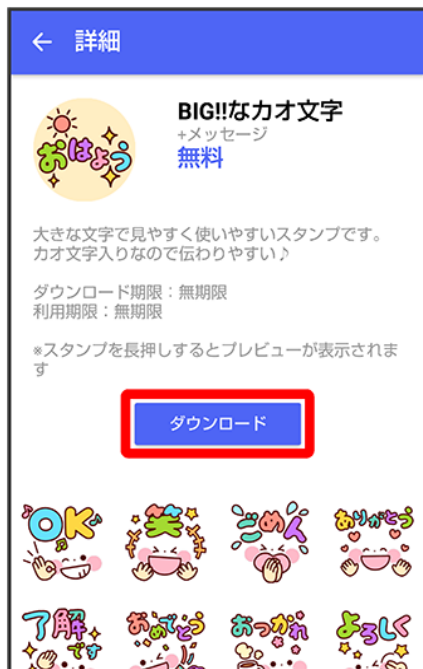 ← 詳細
BIG!!なカオ文字
+メッセージ
無料
おはよう
大きな文字で見やすく使いやすいスタンプです。
カオ文字入りなので伝わりやすい♪
ダウンロード期限：無期限
利用期限：無期限
※スタンプを長押しするとプレビューが表示されま
す
ダウンロード
OK
笑
ごめん
ありがとう
了解
です
おめでとう
おつかれ
よろしく